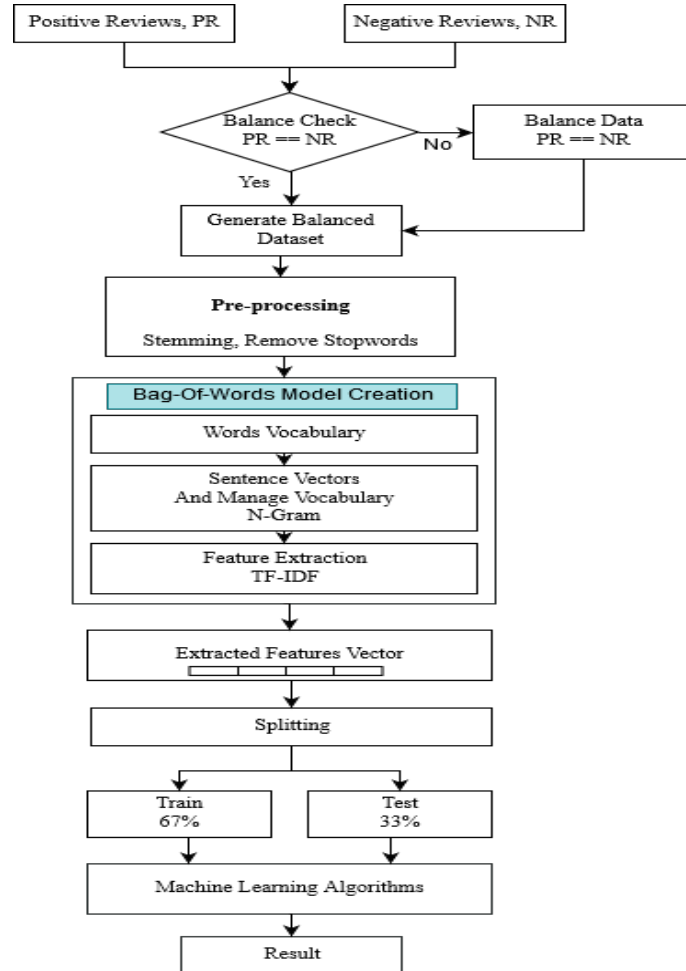 Positive Reviews, PR
Negative Reviews, NR
Balance Check
PR == NR
No
Balance Data
PR == NR
Yes
Generate Balanced
Dataset
Pre-processing
Stemming, Remove Stopwords
Bag-Of-Words Model Creation
Words Vocabulary
Sentence Vectors
And Manage Vocabulary
N-Gram
Feature Extraction
TF-IDF
Extracted Features Vector
Splitting
Train
67%
Test
33%
Machine Learning Algorithms
Result